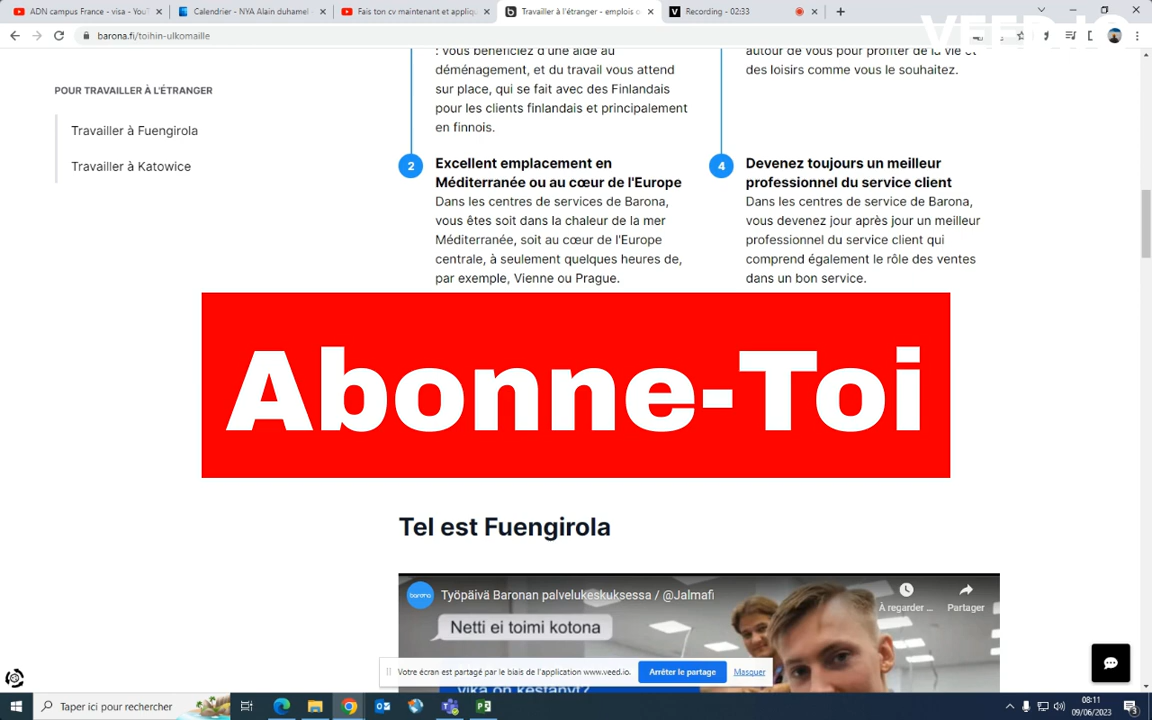 ADN campus France - visa - You
Calendrier - NYA Alain duhamel
Fais ton cv maintenant et appliq
Travailler à l'étranger - emplois o
Recording - 02:33
barona.fi/toihin-ulkomaille
VEED.IO
POUR TRAVAILLER À L'ÉTRANGER
Travailler à Fuengirola
Travailler à Katowice
: vous bénéficiez d'une aide au
déménagement, et du travail vous attend
sur place, qui se fait avec des Finlandais
pour les clients finlandais et principalement
en finnois.
autour de vous pour profiter de la vie et
des loisirs comme vous le souhaitez.
2
Excellent emplacement en
Méditerranée ou au cœur de l'Europe
Dans les centres de services de Barona,
vous êtes soit dans la chaleur de la mer
Méditerranée, soit au cœur de l'Europe
centrale, à seulement quelques heures de,
par exemple, Vienne ou Prague.
4
Devenez toujours un meilleur
professionnel du service client
Dans les centres de service de Barona,
vous devenez jour après jour un meilleur
professionnel du service client qui
comprend également le rôle des ventes
dans un bon service.
Abonne-Toi
Tel est Fuengirola
barona
Työpäivä Baronan palvelukeskuksessa / @Jalmafi
À regarder ...
Partager
Netti ei toimi kotona
Votre écran est partagé par le biais de l'application www.veed.io.
Arrêter le partage
Masquer
Taper ici pour rechercher
08:11
09/06/2023
3